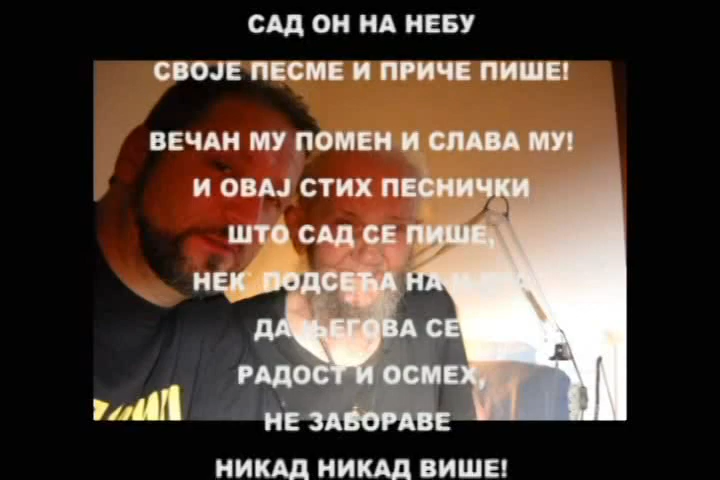 САД ОН НА НЕБУ
СВОЈЕ ПЕСМЕ И ПРИЧЕ ПИШЕ!
ВЕЧАН МУ ПОМЕН И СЛАВА МУ!
И ОВАЈ СТИХ ПЕСНИЧКИ
ШТО САД СЕ ПИШЕ,
НЕК` ПОДСЕЋА НА
ДА ЊЕГОВА СЕ
РАДОСТ И ОСМЕХ,
НЕ ЗАБОРАВЕ
НИКАД НИКАД ВИШЕ!